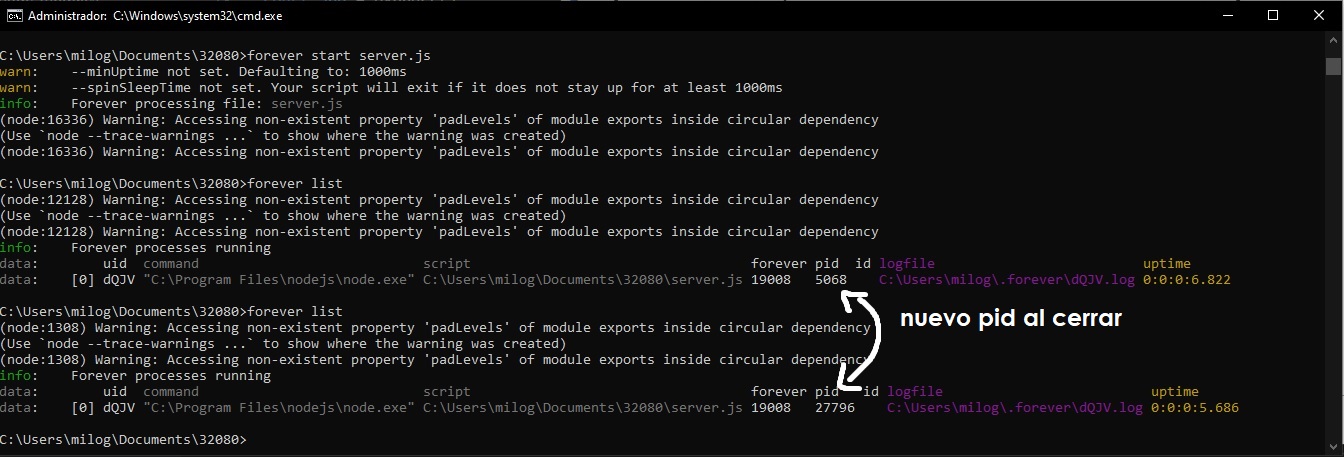 Administrador: C:\Windows\system32\cmd.exe
C:\Users\milog\Documents\32080>forever start server.js
warn:    --minUptime not set. Defaulting to: 1000ms
warn:    --spinSleepTime not set. Your script will exit if it does not stay up for at least 1000ms
info:    Forever processing file: server.js
(node:16336) Warning: Accessing non-existent property 'padLevels' of module exports inside circular dependency
(Use `node --trace-warnings ...` to show where the warning was created)
(node:16336) Warning: Accessing non-existent property 'padLevels' of module exports inside circular dependency
C:\Users\milog\Documents\32080>forever list
(node:12128) Warning: Accessing non-existent property 'padLevels' of module exports inside circular dependency
(Use `node --trace-warnings ...` to show where the warning was created)
(node:12128) Warning: Accessing non-existent property 'padLevels' of module exports inside circular dependency
info:    Forever processes running
data:        uid  command                            script                                   forever pid   id logfile                          uptime
data:    [0] dQJV "C:\Program Files\nodejs\node.exe" C:\Users\milog\Documents\32080\server.js 19008   5068    C:\Users\milog\.forever\dQJV.log 0:0:0:6.822
C:\Users\milog\Documents\32080>forever list
nuevo pid al cerrar
(node:1308) Warning: Accessing non-existent property 'padLevels' of module exports inside circular dependency
(Use `node --trace-warnings ...` to show where the warning was created)
(node:1308) Warning: Accessing non-existent property 'padLevels' of module exports inside circular dependency
info:    Forever processes running
data:        uid  command                            script                                   forever pid   id logfile                          uptime
data:    [0] dQJV "C:\Program Files\nodejs\node.exe" C:\Users\milog\Documents\32080\server.js 19008   27796    C:\Users\milog\.forever\dQJV.log 0:0:0:5.686
C:\Users\milog\Documents\32080>